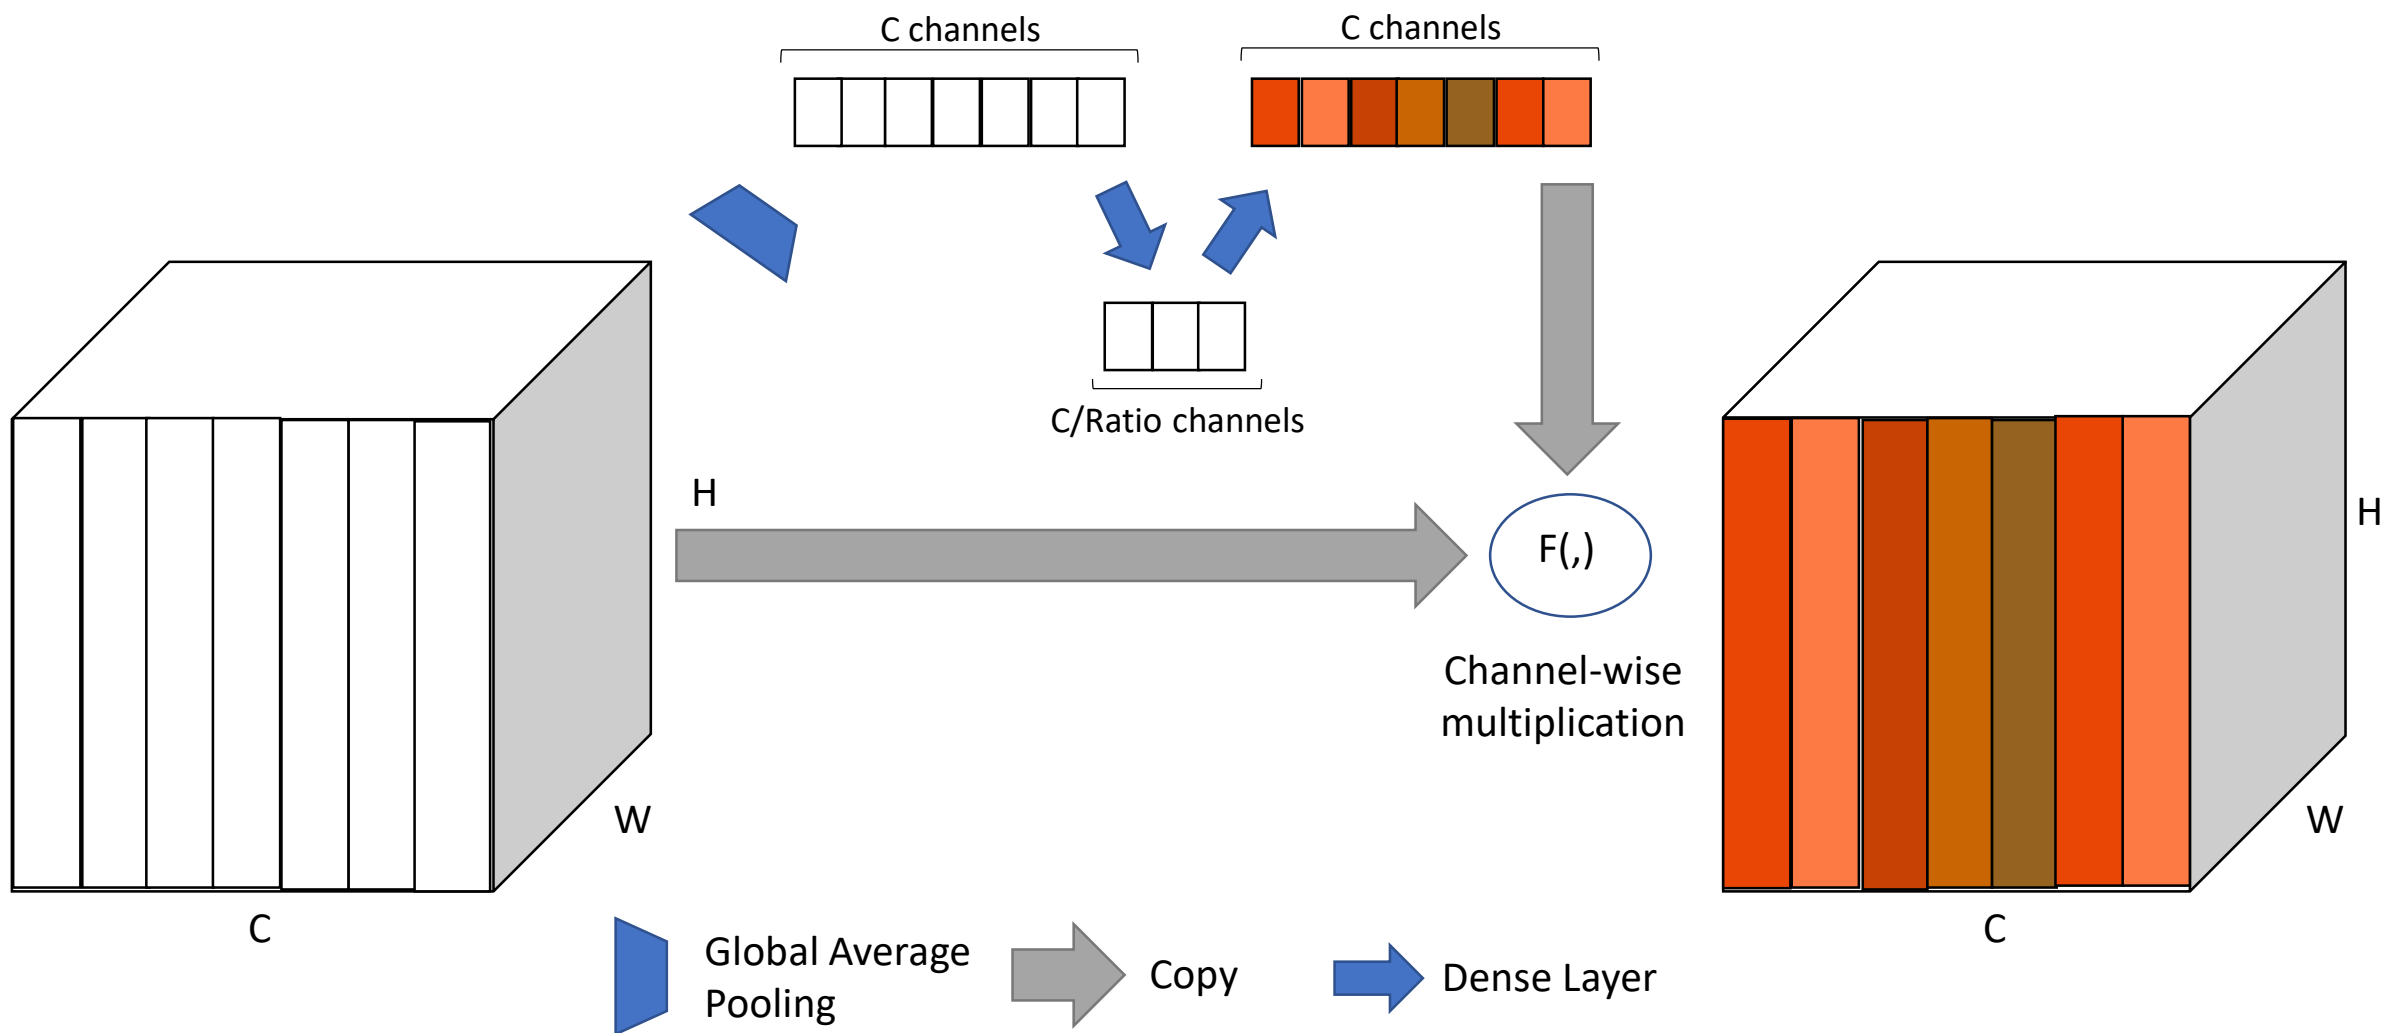 C channels
C channels
C/Ratio channels
H
F(,)
H
Channel-wise
multiplication
W
W
C
C
Global Average
Pooling
Copy
Dense Layer